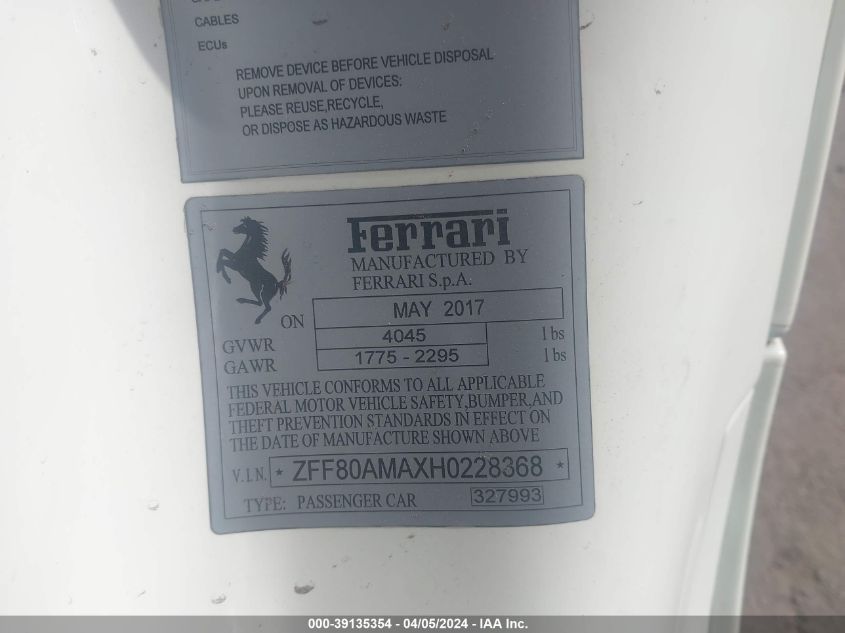 CABLES
ECUs
REMOVE DEVICE BEFORE VEHICLE DISPOSAL
UPON REMOVAL OF DEVICES:
PLEASE REUSE,RECYCLE,
OR DISPOSE AS HAZARDOUS WASTE
Ferrari
MANUFACTURED BY
FERRARI S.p.A.
ON MAY 2017
GVWR 4045 lbs
GAWR 1775 - 2295 lbs
THIS VEHICLE CONFORMS TO ALL APPLICABLE
FEDERAL MOTOR VEHICLE SAFETY,BUMPER,AND
THEFT PREVENTION STANDARDS IN EFFECT ON
THE DATE OF MANUFACTURE SHOWN ABOVE
V.I.N. * ZFF80AMAXH0228368 *
TYPE: PASSENGER CAR 327993
000-39135354 - 04/05/2024 - IAA Inc.